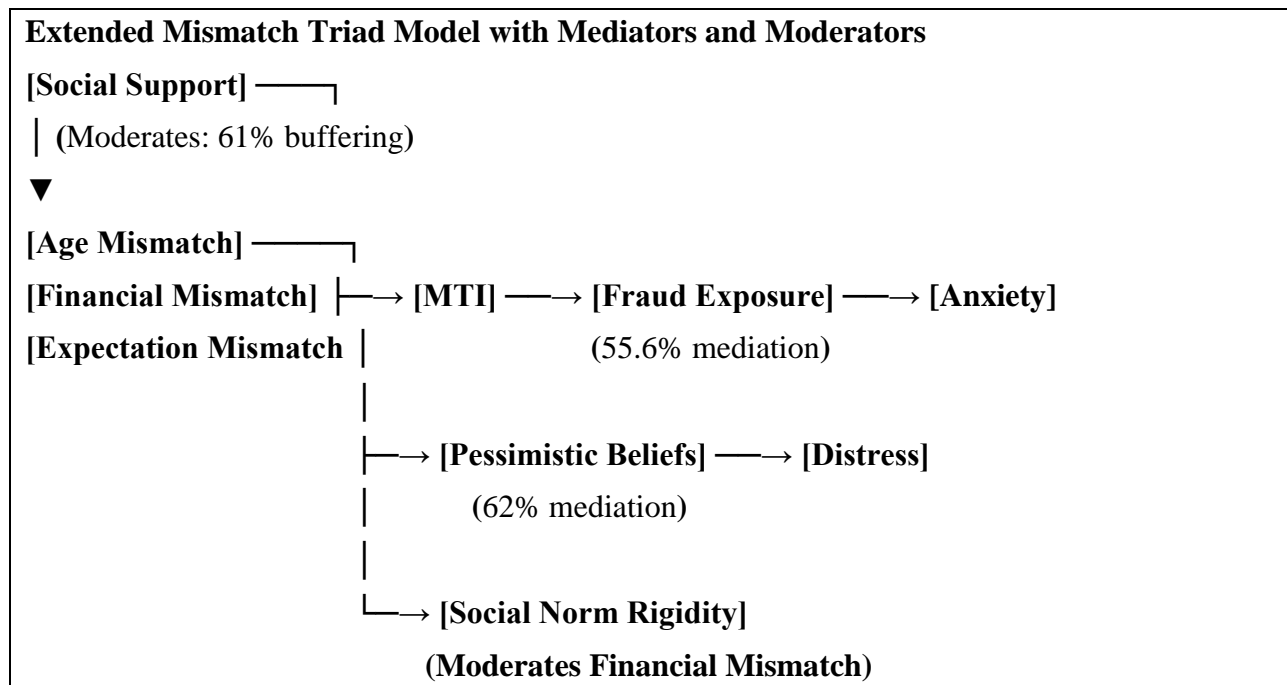 Extended Mismatch Triad Model with Mediators and Moderators
[Social Support] ───┐
│ (Moderates: 61% buffering)
▼
[Age Mismatch] ────┐
[Financial Mismatch] ├─→ [MTI] ──→ [Fraud Exposure] ──→ [Anxiety]
[Expectation Mismatch │ (55.6% mediation)
│
├─→ [Pessimistic Beliefs] ──→ [Distress]
│ (62% mediation)
│
└─→ [Social Norm Rigidity]
(Moderates Financial Mismatch)